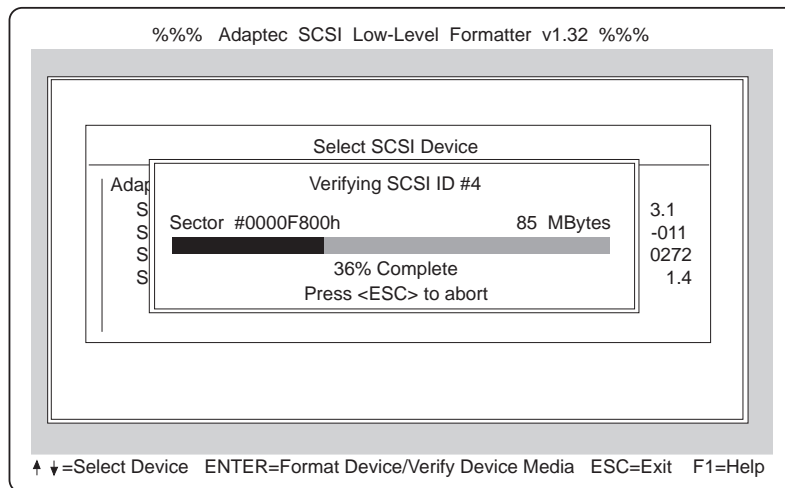 %%% Adaptec SCSI Low-Level Formatter v1.32 %%%
Select SCSI Device
Adap
Verifying SCSI ID #4
S
3.1
Sector #0000F800h 85 MBytes
S
-011
S
0272
36% Complete
S
1.4
Press <ESC> to abort
↑ ↓=Select Device ENTER=Format Device/Verify Device Media ESC=Exit F1=Help